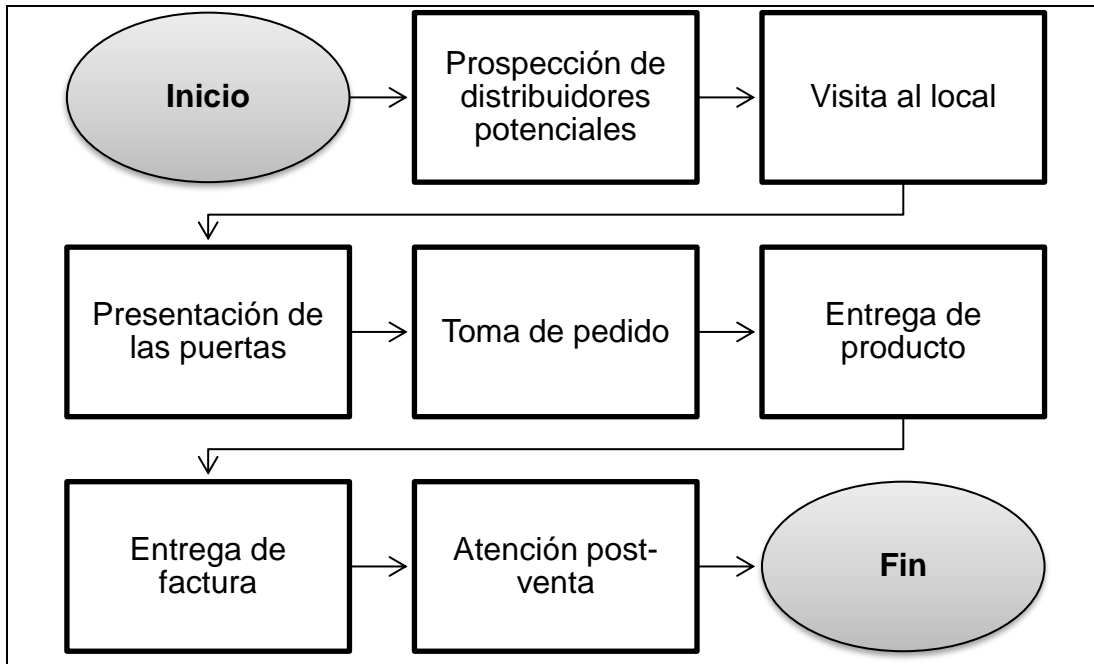 Inicio
Prospección de
distribuidores
potenciales
Visita al local
Presentación de
las puertas
Toma de pedido
Entrega de
producto
Entrega de
factura
Atención post-
venta
Fin